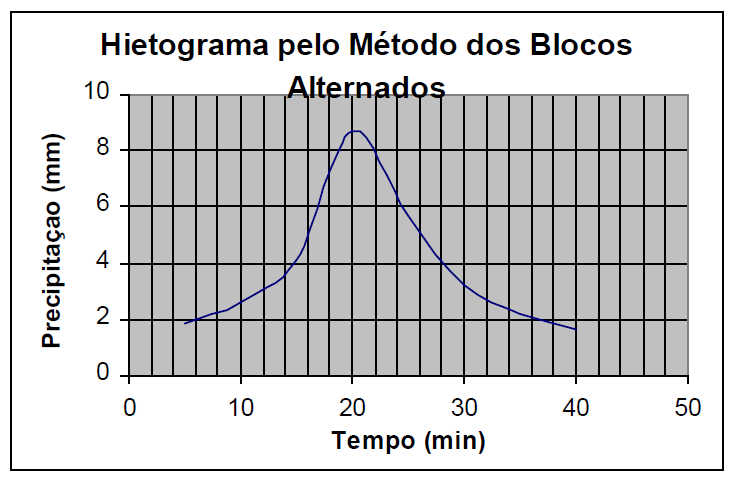 Hietograma pelo Método dos Blocos
Alternados
10
8
6
4
2
0
Precipitaçao (mm)
0 10 20 30 40 50
Tempo (min)